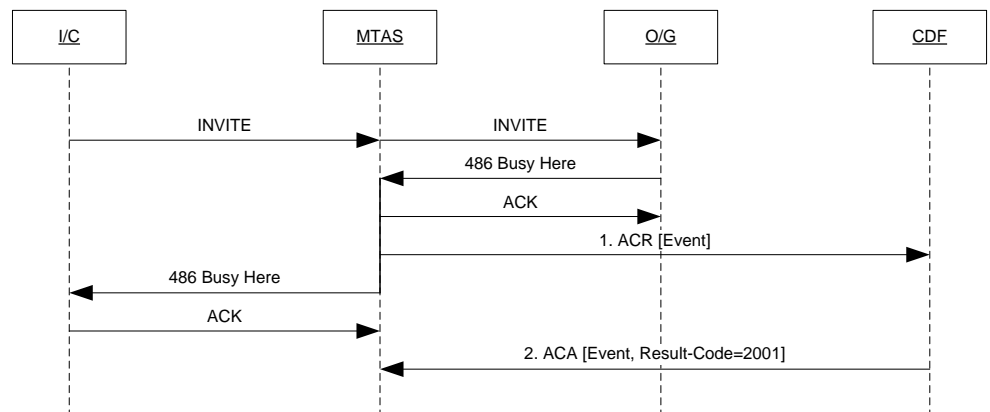 I/C
MTAS
O/G
CDF
INVITE
INVITE
486 Busy Here
ACK
1. ACR [Event]
486 Busy Here
ACK
2. ACA [Event, Result-Code=2001]